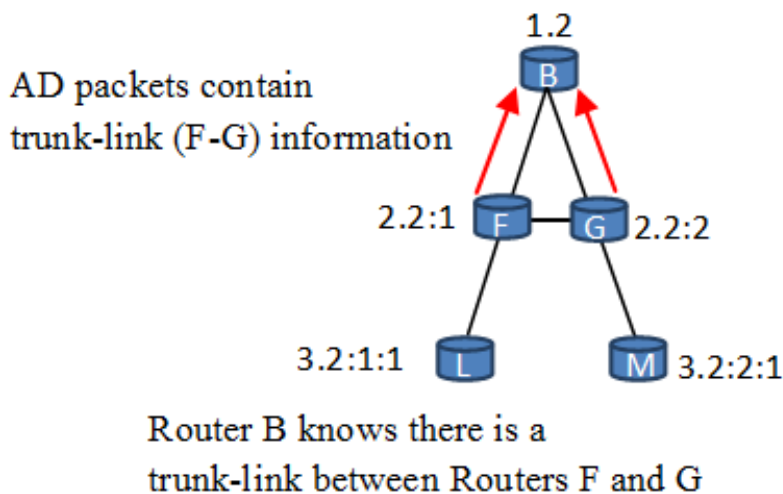 1.2
B
AD packets contain
trunk-link (F-G) information
2.2:1 F G 2.2:2
3.2:1:1 L M 3.2:2:1
Router B knows there is a
trunk-link between Routers F and G